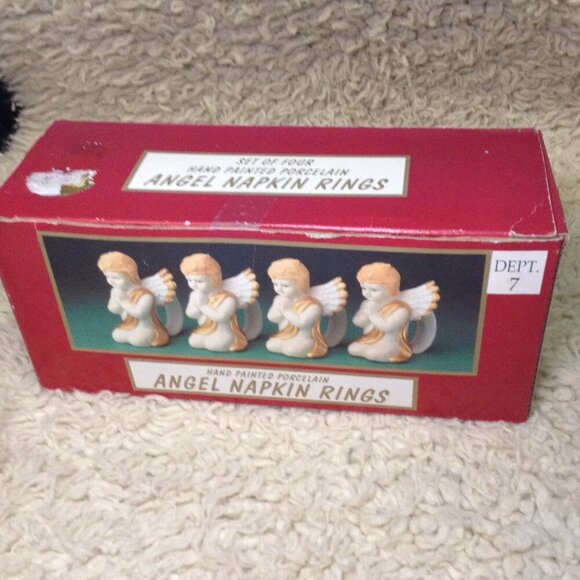 SET OF FOUR
HAND PAINTED PORCELAIN
ANGEL NAPKIN RINGS
DEPT.
7
HAND PAINTED PORCELAIN
ANGEL NAPKIN RINGS